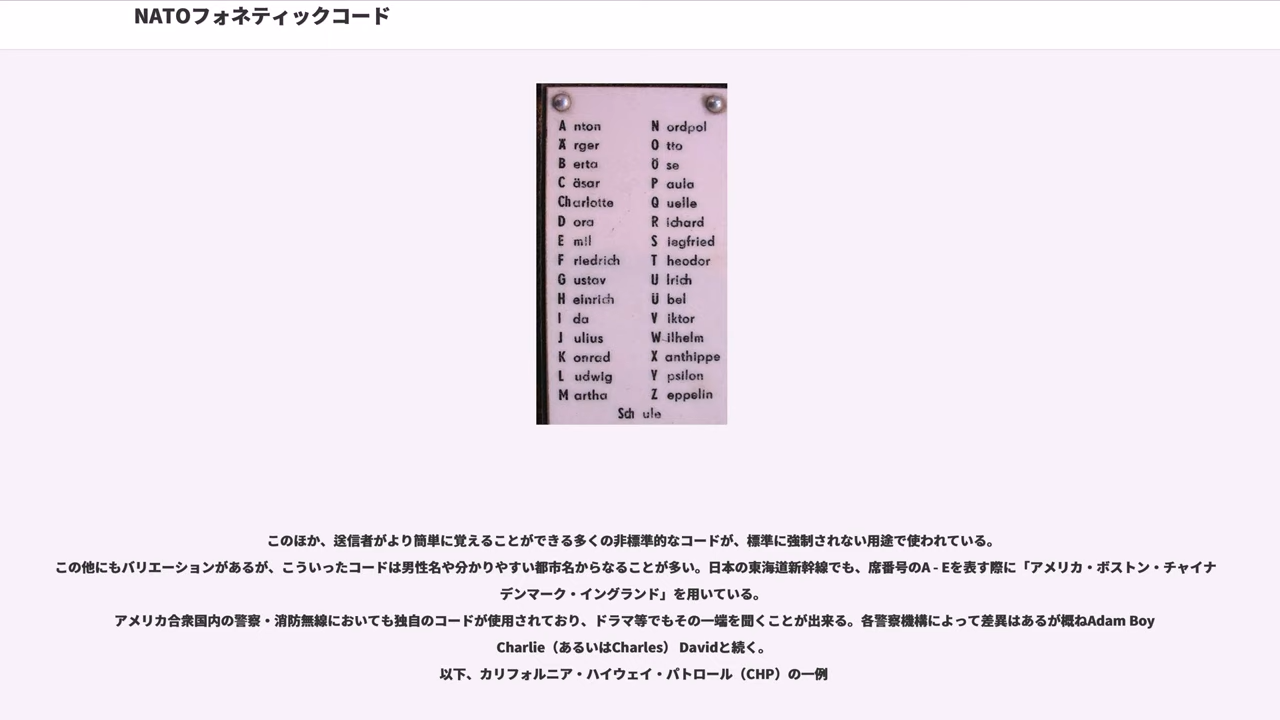 NATOフォネティックコード
A nton N ordpol
Ä rger O tto
B erta Ö se
C äsar P aula
Ch arlotte Q uelle
D ora R ichard
E mil S iegfried
F riedrich T heodor
G ustav U lrich
H einrich Ü bel
I da V iktor
J ulius W ilhelm
K onrad X anthippe
L udwig Y psilon
M artha Z eppelin
Sch ule
このほか、送信者がより簡単に覚えることができる多くの非標準的なコードが、標準に強制されない用途で使われている。
この他にもバリエーションがあるが、こういったコードは男性名や分かりやすい都市名からなることが多い。日本の東海道新幹線でも、席番号のA - Eを表す際に「アメリカ・ボストン・チャイナ
デンマーク・イングランド」を用いている。
アメリカ合衆国内の警察・消防無線においても独自のコードが使用されており、ドラマ等でもその一端を聞くことが出来る。各警察機構によって差異はあるが概ねAdam Boy
Charlie（あるいはCharles） Davidと続く。
以下、カリフォルニア・ハイウェイ・パトロール（CHP）の一例